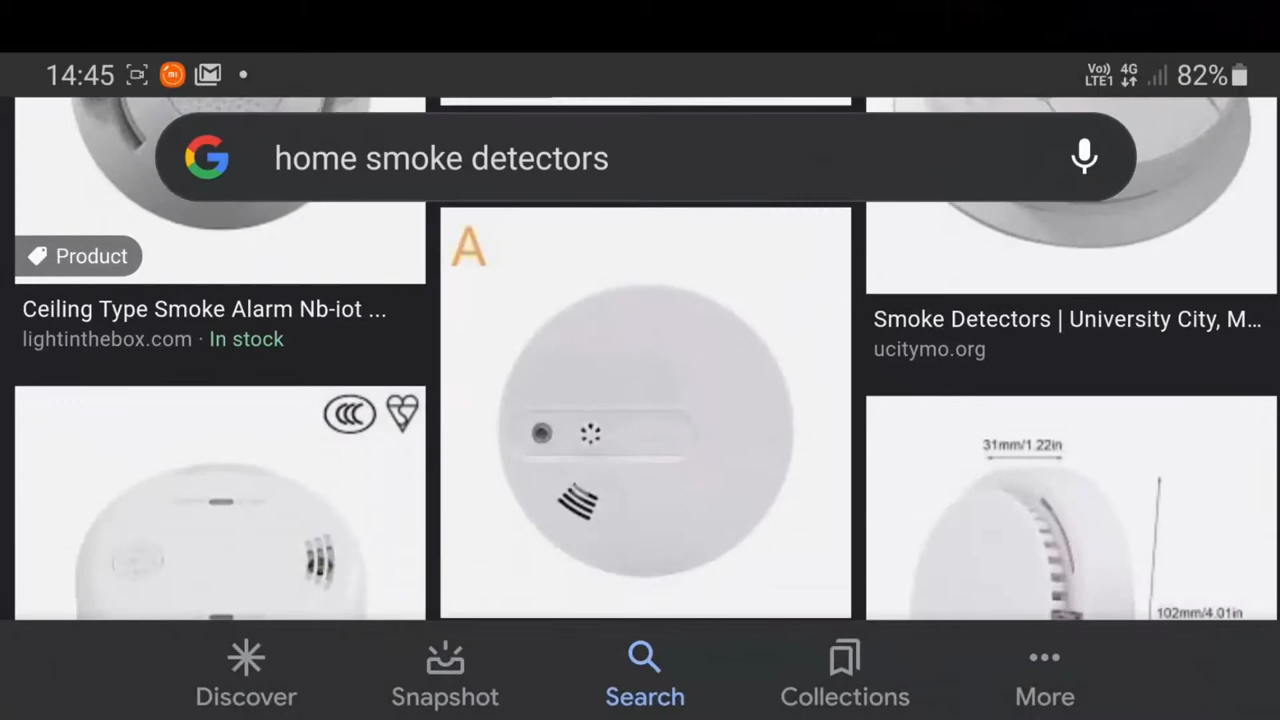 14:45
Vo))
LTE1
4G
82%
home smoke detectors
A
Product
Ceiling Type Smoke Alarm Nb-iot ...
lightinthebox.com · In stock
Smoke Detectors | University City, M...
ucitymo.org
31mm/1.22in
102mm/4.01in
Discover
Snapshot
Search
Collections
More